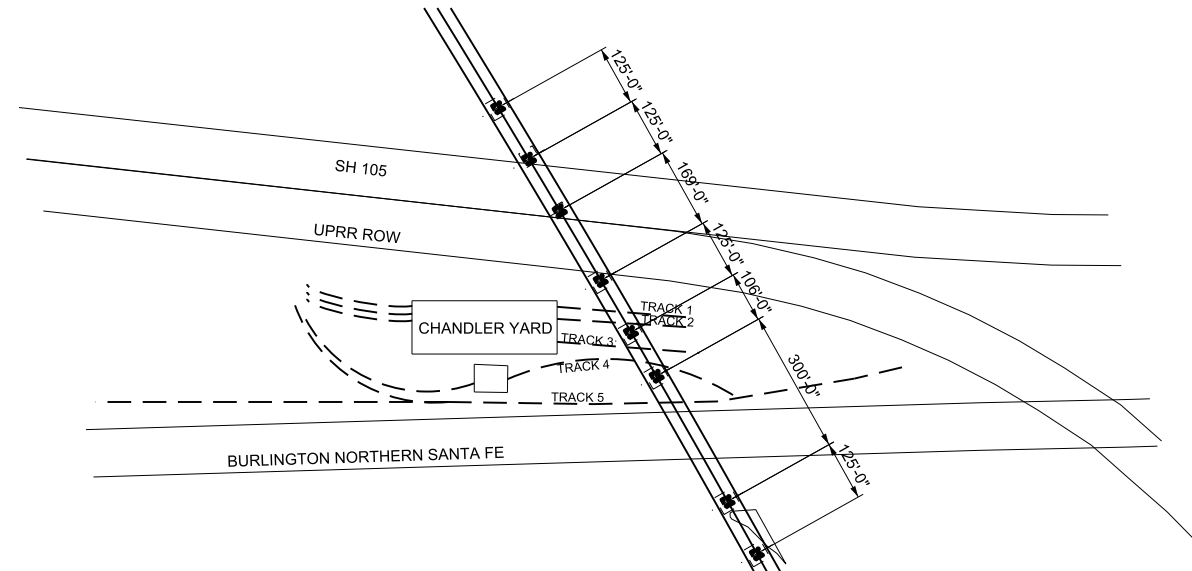 125'-0"
125'-0"
SH 105
169'-0"
UPRR ROW
125'-0"
106'-0"
TRACK 1
TRACK 2
CHANDLER YARD
TRACK 3
TRACK 4
300'-0"
TRACK 5
BURLINGTON NORTHERN SANTA FE
125'-0"